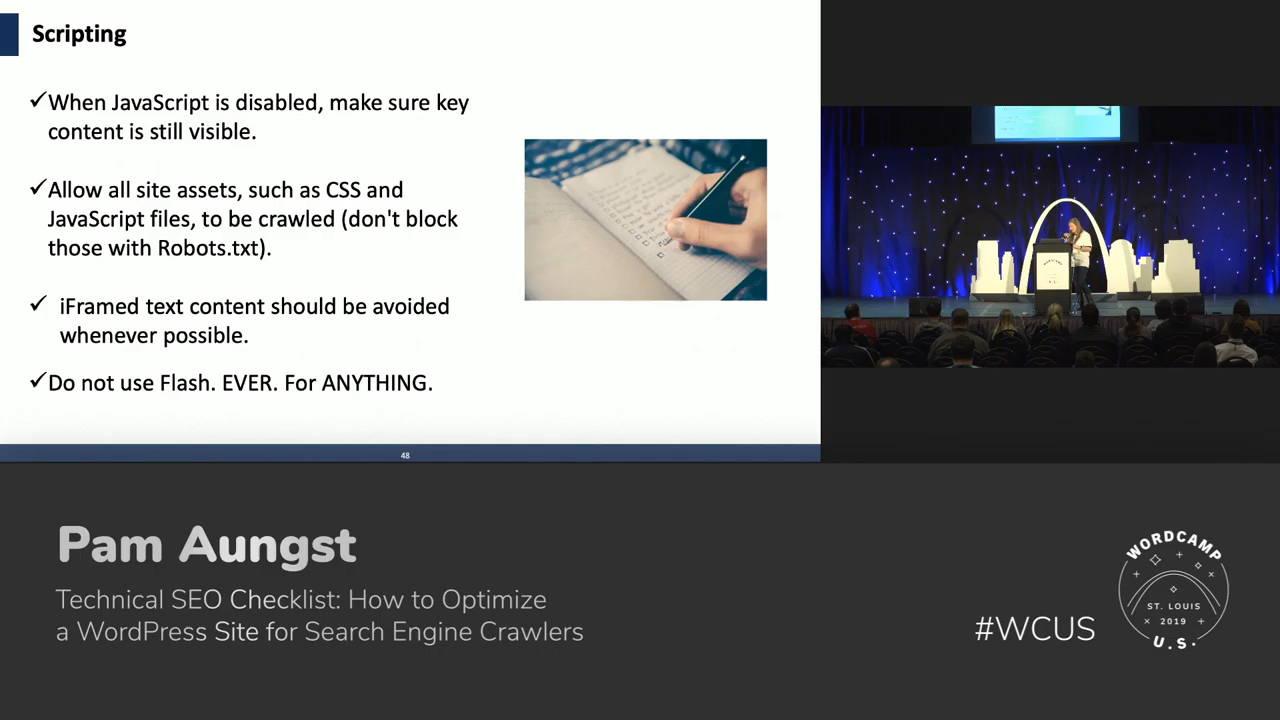 Scripting
✓When JavaScript is disabled, make sure key
content is still visible.
✓Allow all site assets, such as CSS and
JavaScript files, to be crawled (don't block
those with Robots.txt).
✓ iFramed text content should be avoided
whenever possible.
✓Do not use Flash. EVER. For ANYTHING.
48
Pam Aungst
Technical SEO Checklist: How to Optimize
a WordPress Site for Search Engine Crawlers
#WCUS
WORDCAMP
ST. LOUIS
2019
U.S.